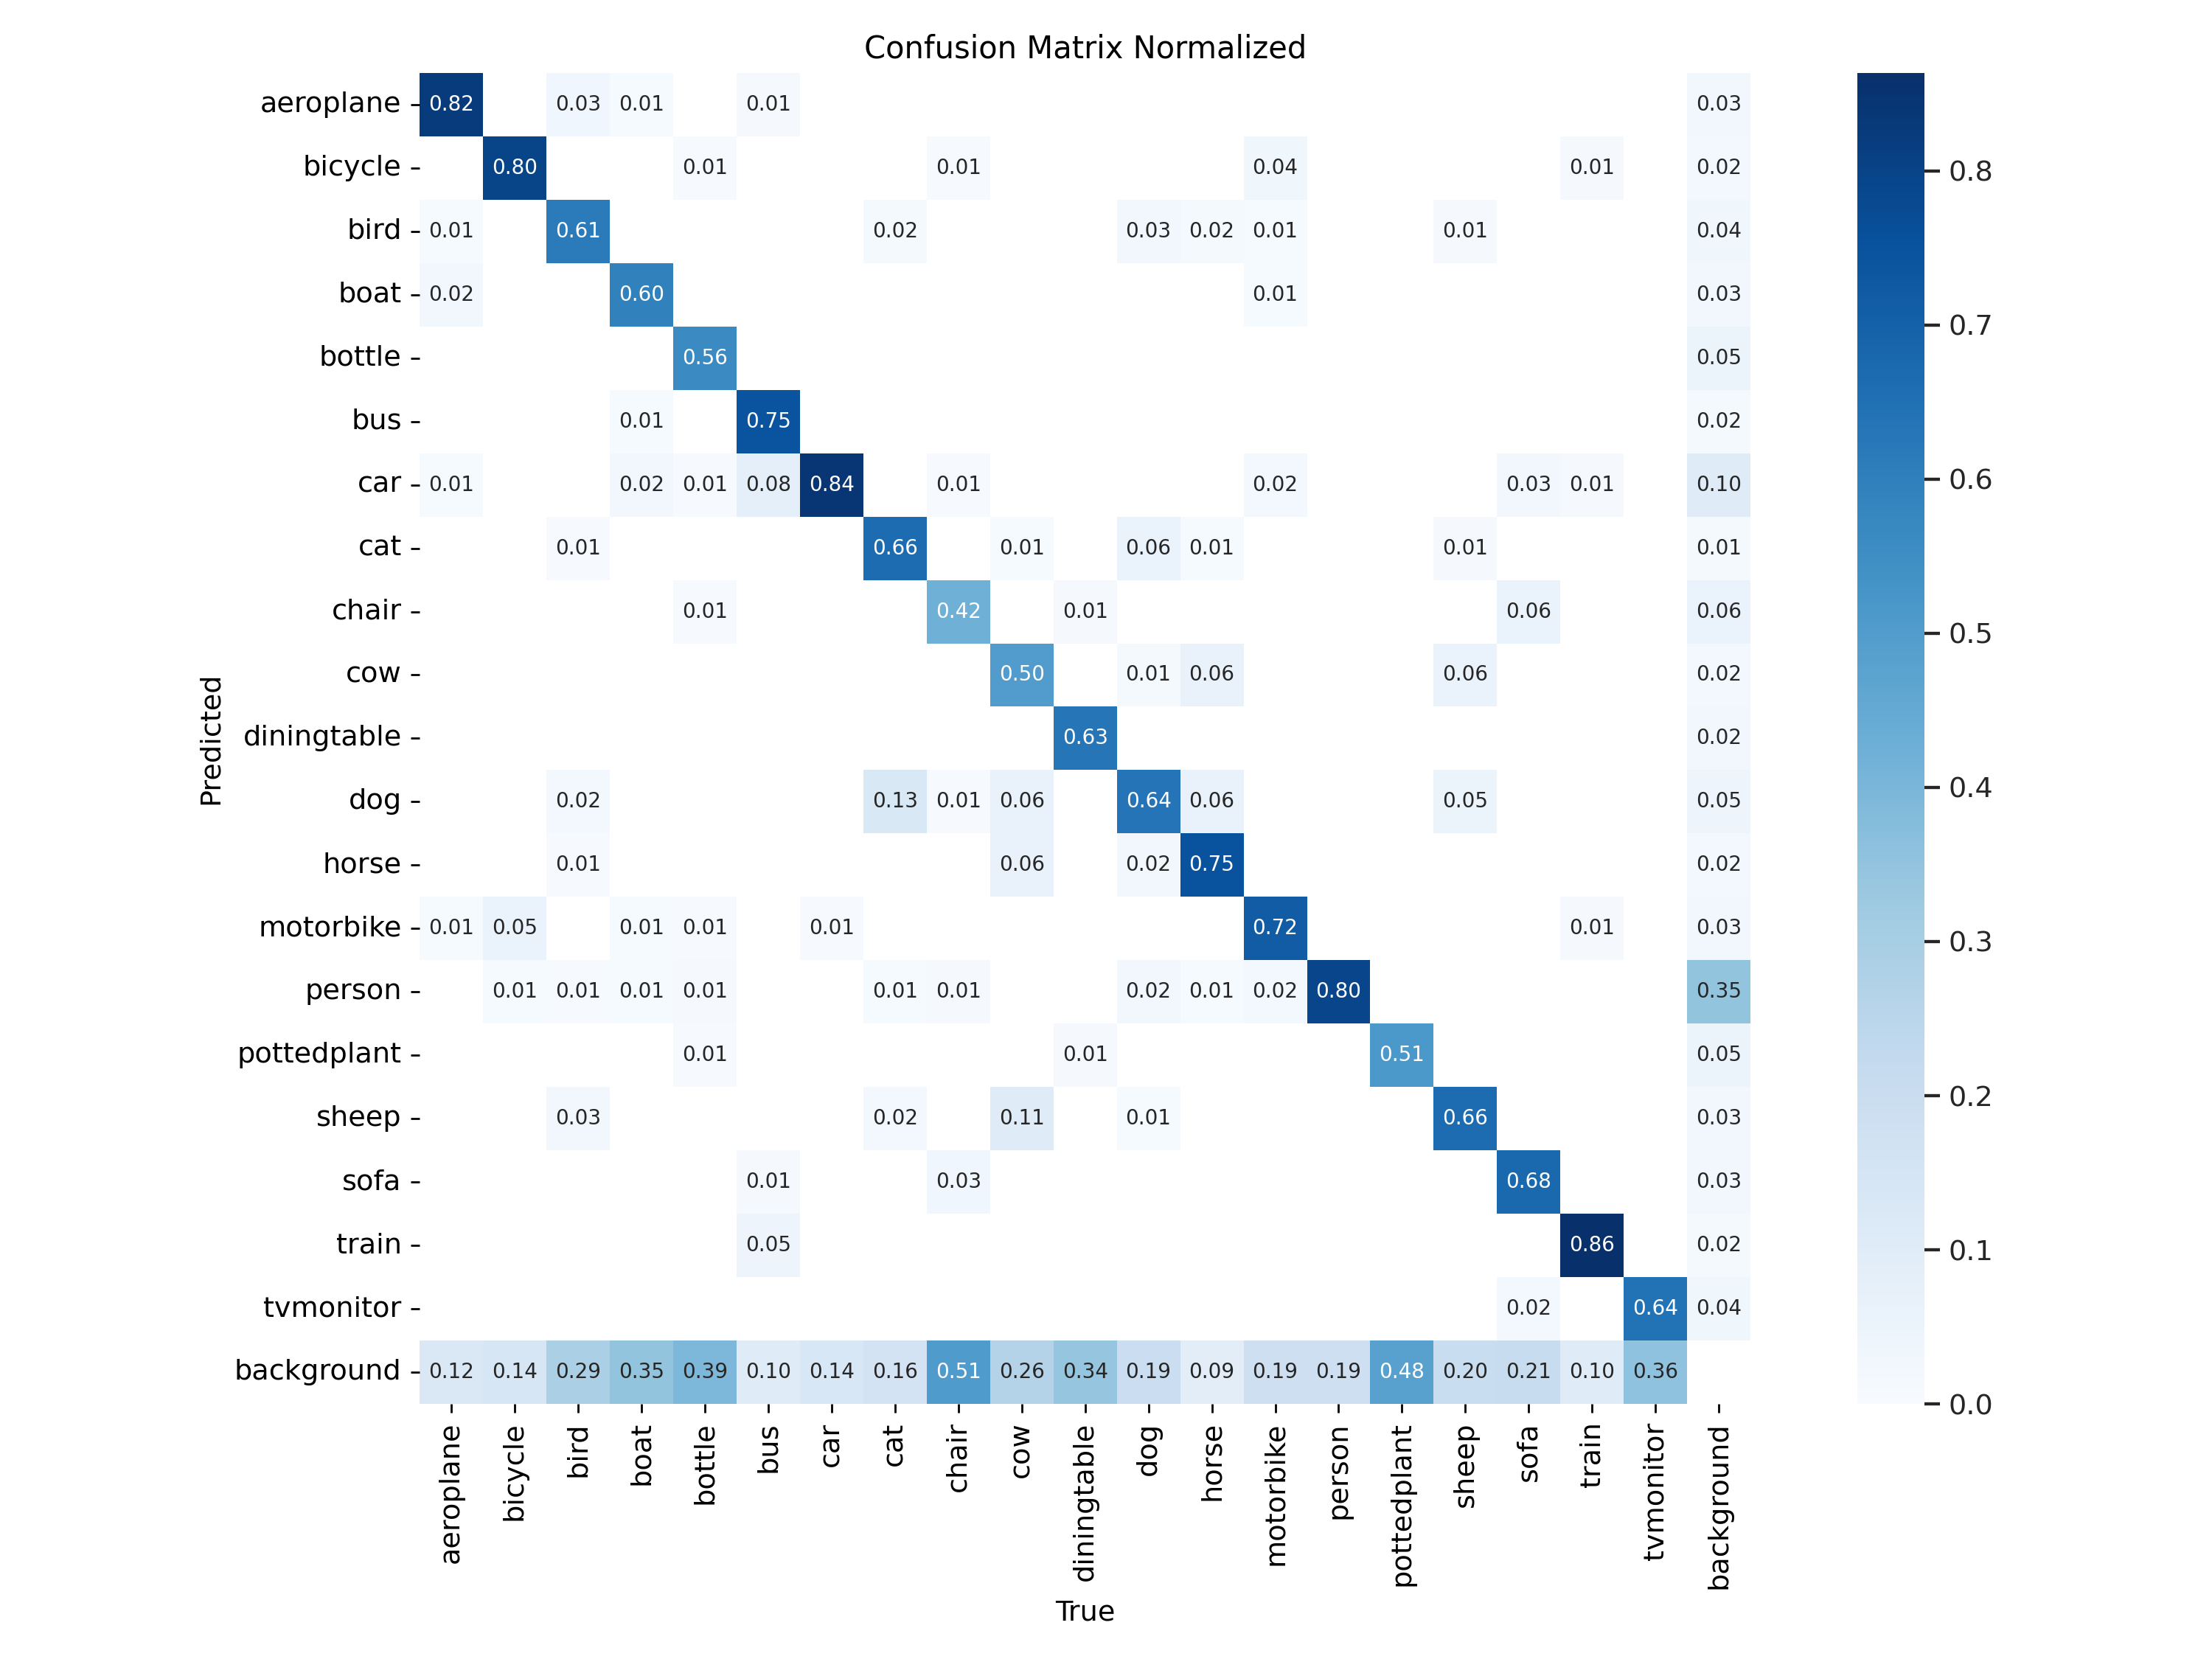 Confusion Matrix Normalized
aeroplane 0.82 0.03 0.01 0.01 0.03
bicycle 0.80 0.01 0.01 0.04 0.01 0.02
bird 0.01 0.61 0.02 0.03 0.02 0.01 0.01 0.04
boat 0.02 0.60 0.01 0.03
bottle 0.56 0.05
bus 0.01 0.75 0.02
car 0.01 0.02 0.01 0.08 0.84 0.01 0.02 0.03 0.01 0.10
cat 0.01 0.66 0.01 0.06 0.01 0.01 0.01
chair 0.01 0.42 0.01 0.06 0.06
cow 0.50 0.01 0.06 0.06 0.02
diningtable 0.63 0.02
dog 0.02 0.13 0.01 0.06 0.64 0.06 0.05 0.05
horse 0.01 0.06 0.02 0.75 0.02
motorbike 0.01 0.05 0.01 0.01 0.01 0.72 0.01 0.03
person 0.01 0.01 0.01 0.01 0.01 0.01 0.02 0.01 0.02 0.80 0.35
pottedplant 0.01 0.01 0.51 0.05
sheep 0.03 0.02 0.11 0.01 0.66 0.03
sofa 0.01 0.03 0.68 0.03
train 0.05 0.86 0.02
tvmonitor 0.02 0.64 0.04
background 0.12 0.14 0.29 0.35 0.39 0.10 0.14 0.16 0.51 0.26 0.34 0.19 0.09 0.19 0.19 0.48 0.20 0.21 0.10 0.36
Predicted
aeroplane bicycle bird boat bottle bus car cat chair cow diningtable dog horse motorbike person pottedplant sheep sofa train tvmonitor background
True
0.8
0.7
0.6
0.5
0.4
0.3
0.2
0.1
0.0